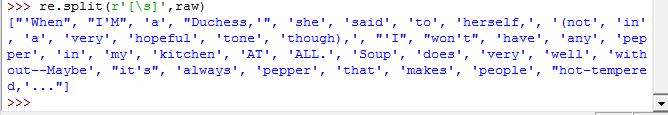 >>> re.split(r'[\s]',raw)
["'When", "I'M", 'a', "Duchess,'", 'she', 'said', 'to', 'herself,', '(not', 'in'
, 'a', 'very', 'hopeful', 'tone', 'though),', "'I", "won't", 'have', 'any', 'pep
per', 'in', 'my', 'kitchen', 'AT', 'ALL.', 'Soup', 'does', 'very', 'well', 'with
out--Maybe', "it's", 'always', 'pepper', 'that', 'makes', 'people', "hot-tempere
d,'..."]
>>>